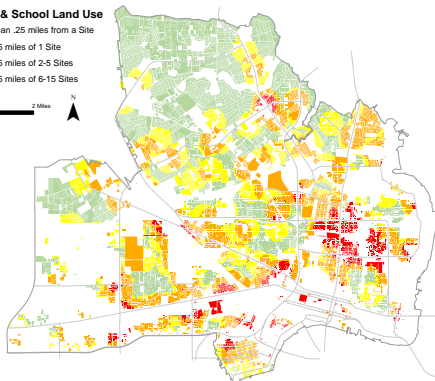 & School Land Use
an .25 miles from a Site
5 miles of 1 Site
5 miles of 2-5 Sites
5 miles of 6-15 Sites
N
2 Miles